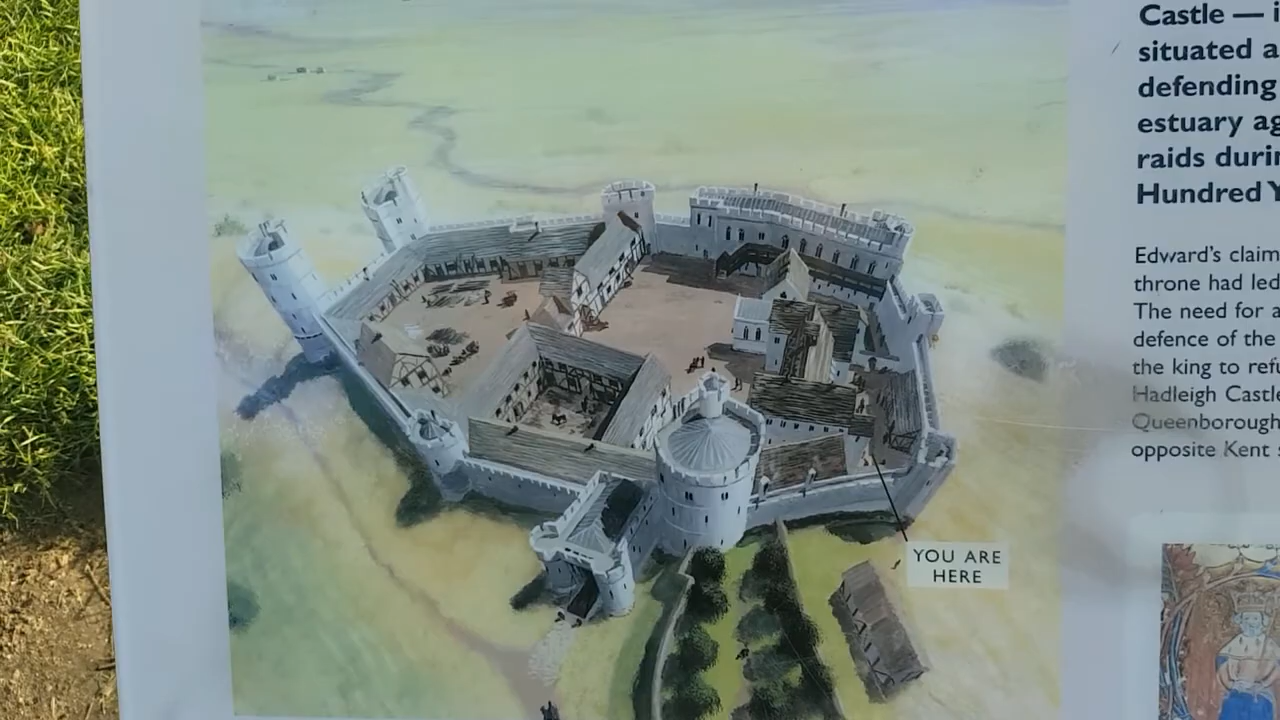 Castle — i
situated a
defending
estuary ag
raids durin
Hundred Y
Edward's claim
throne had led
The need for a
defence of the
the king to refu
Hadleigh Castle
Queenborough
opposite Kent s
YOU ARE
HERE